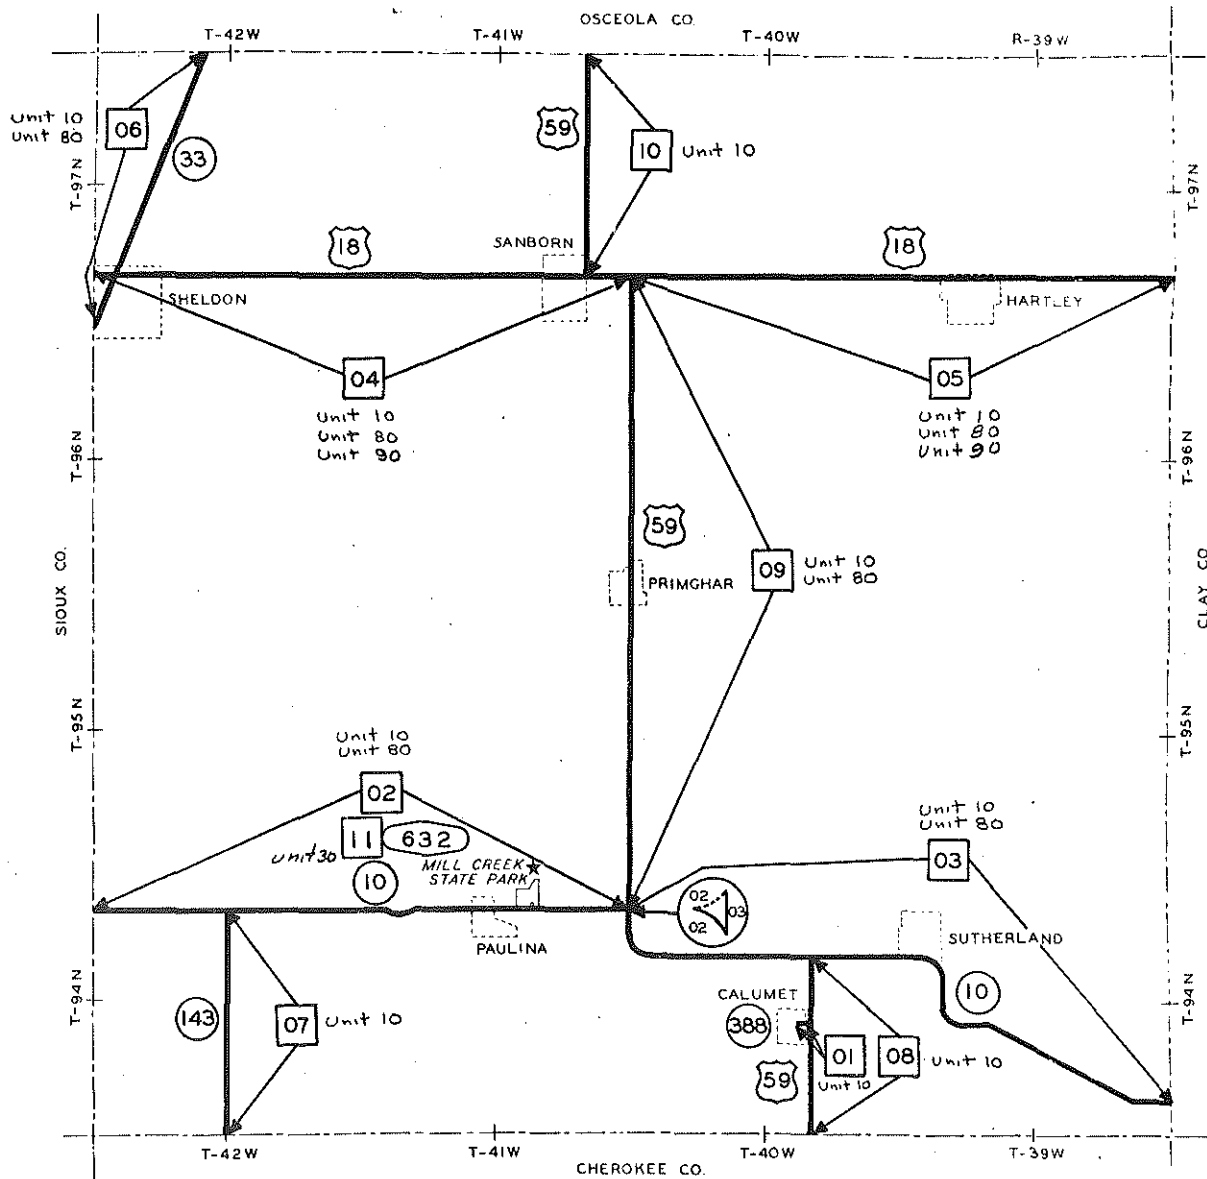 OSCEOLA CO.
T-42W
T-41W
T-40W
R-39W
Unit 10
Unit 80
06
33
59
10
Unit 10
T-97N
T-97N
18
SANBORN
18
SHELDON
HARTLEY
04
05
Unit 10
Unit 80
Unit 90
Unit 10
Unit 80
Unit 90
T-96N
T-96N
59
09
Unit 10
Unit 80
PRIMGHAR
SIOUX CO.
CLAY CO
T-95N
T-95N
Unit 10
Unit 80
02
11
632
Unit 30
10
MILL CREEK
STATE PARK
Unit 10
Unit 80
03
02
02
03
PAULINA
SUTHERLAND
T-94N
T-94N
143
07
Unit 10
CALUMET
388
10
01
08
Unit 10
Unit 10
59
T-42W
T-41W
T-40W
T-39W
CHEROKEE CO.